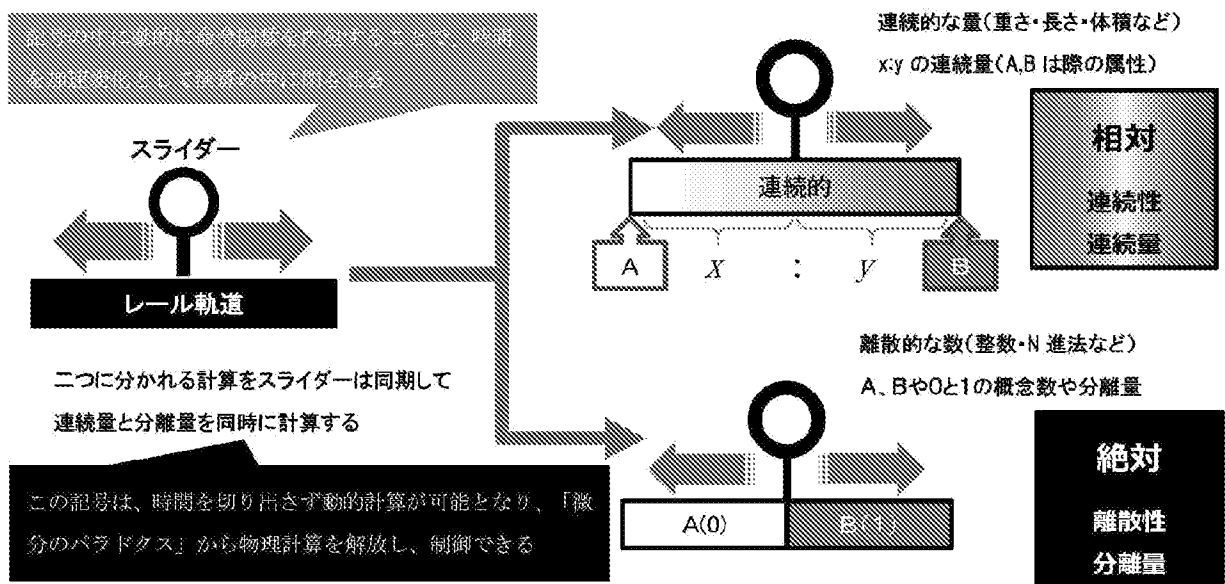 スライダー
レール軌道
二つに分かれる計算をスライダーは同期して
連続量と分離量を同時に計算する
この記号は、時間を切り出さず動的計算が可能となり、「微
分のパラドクス」から物理計算を解放し、制御できる
連続的な量(重さ・長さ・体積など)
x:yの連続量(A,Bは際の属性)
連続的
A x : y B
相対
連続性
連続量
離散的な数(整数・N進法など)
A、Bや0と1の概念数や分離量
A(0) B(1)
絶対
離散性
分離量